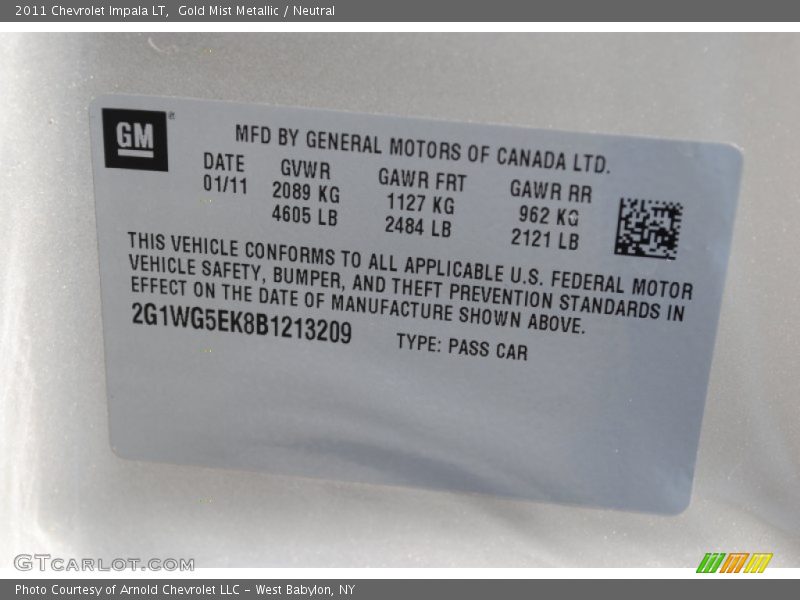 2011 Chevrolet Impala LT,  Gold Mist Metallic / Neutral
GM
MFD BY GENERAL MOTORS OF CANADA LTD.
DATE GVWR GAWR FRT GAWR RR
01/11 2089 KG 1127 KG 962 KG
4605 LB 2484 LB 2121 LB
THIS VEHICLE CONFORMS TO ALL APPLICABLE U.S. FEDERAL MOTOR
VEHICLE SAFETY, BUMPER, AND THEFT PREVENTION STANDARDS IN
EFFECT ON THE DATE OF MANUFACTURE SHOWN ABOVE.
2G1WG5EK8B1213209 TYPE: PASS CAR
GTCARLOT.COM
Photo Courtesy of Arnold Chevrolet LLC - West Babylon, NY